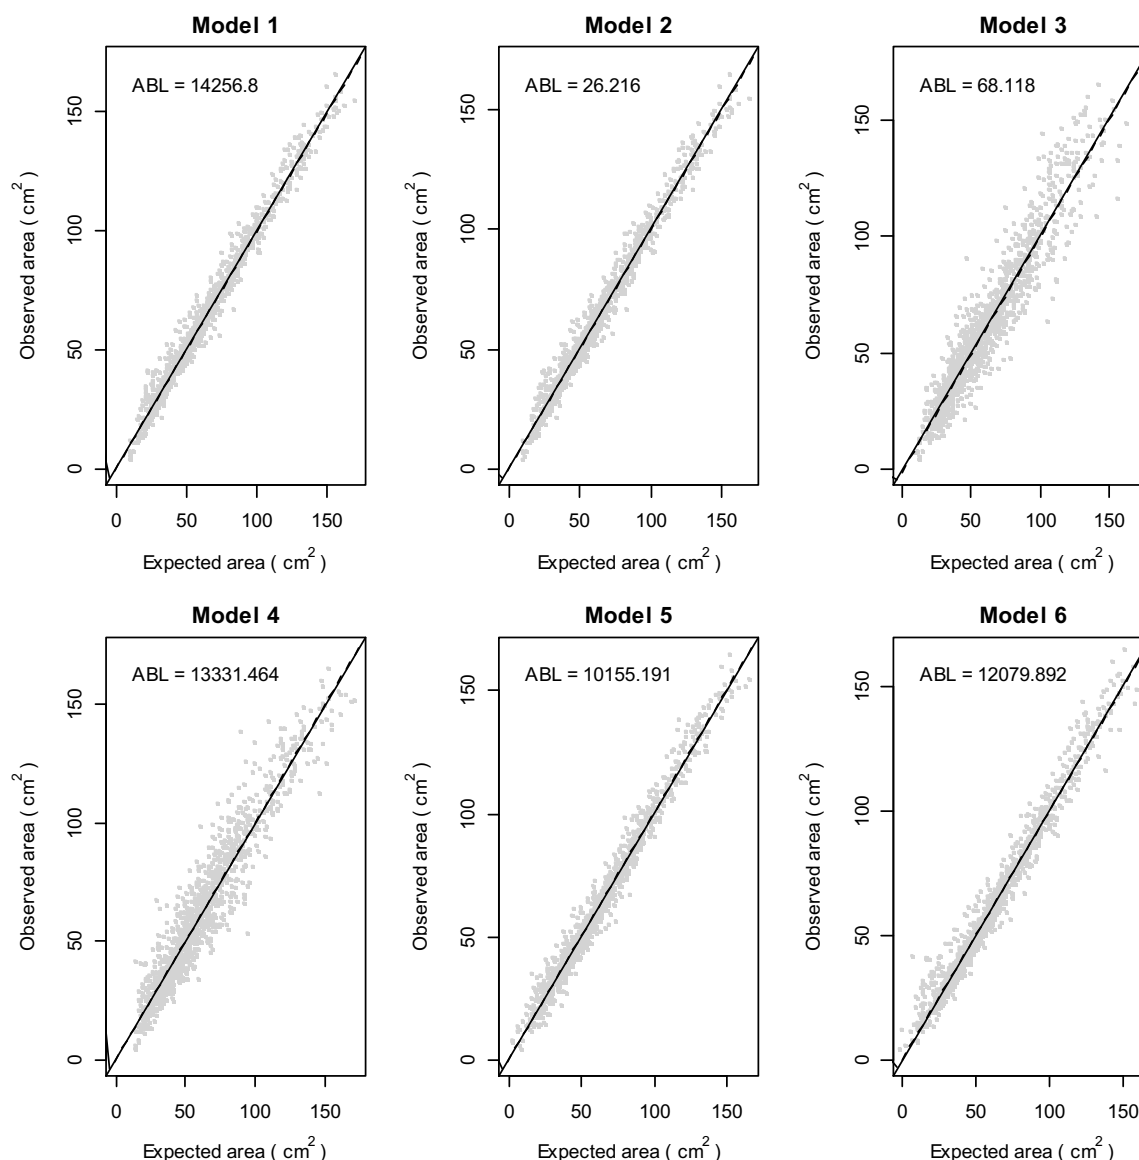 Model 1
ABL = 14256.8
Observed area ( cm²)
0 50 100 150
0 50 100 150
Expected area ( cm²)
Model 2
ABL = 26.216
Observed area ( cm²)
0 50 100 150
0 50 100 150
Expected area ( cm²)
Model 3
ABL = 68.118
Observed area ( cm²)
0 50 100 150
0 50 100 150
Expected area ( cm²)
Model 4
ABL = 13331.464
Observed area ( cm²)
0 50 100 150
0 50 100 150
Expected area ( cm²)
Model 5
ABL = 10155.191
Observed area ( cm²)
0 50 100 150
0 50 100 150
Expected area ( cm²)
Model 6
ABL = 12079.892
Observed area ( cm²)
0 50 100 150
0 50 100 150
Expected area ( cm²)